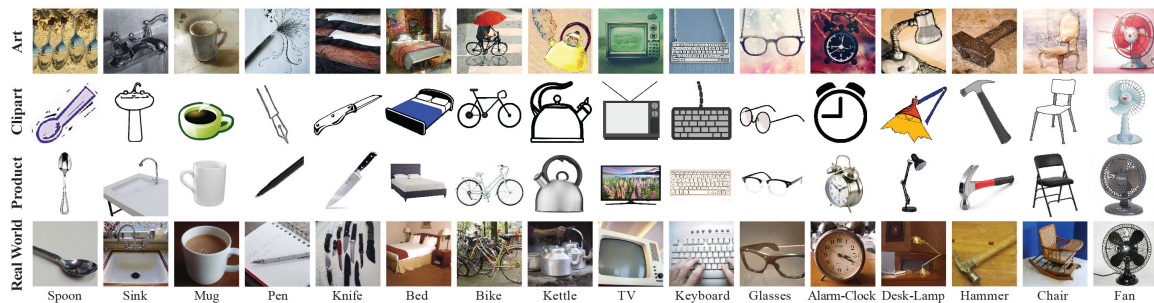 Art
Clipart
Product
Real World
Spoon Sink Mug Pen Knife Bed Bike Kettle TV Keyboard Glasses Alarm-Clock Desk-Lamp Hammer Chair Fan